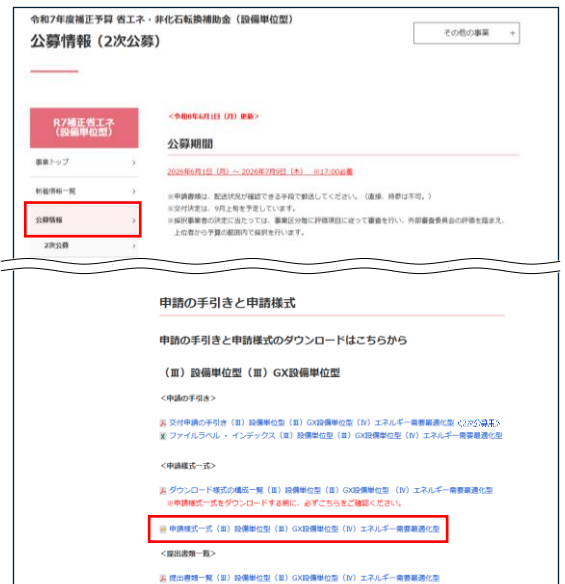 令和7年度補正予算 省エネ・非化石転換補助金（設備単位型）
公募情報（2次公募）
その他の事業 +
R7補正省エネ
（設備単位型）
事業トップ
新着情報一覧
公募情報
2次公募
＜令和8年6月1日（月）更新＞
公募期間
2026年6月1日（月）～ 2026年7月9日（木） ※17:00必着
※申請書類は、配送状況が確認できる手段で郵送してください。（直接、持参は不可。）
※交付決定は、9月上旬を予定しています。
※採択事業者の決定に当たっては、事業区分毎に評価項目に従って審査を行い、外部審査委員会の評価を踏まえ、
上位者から予算の範囲内で採択を行います。
申請の手引きと申請様式
申請の手引きと申請様式のダウンロードはこちらから
（Ⅲ）設備単位型（Ⅲ）GX設備単位型
＜申請の手引き＞
交付申請の手引き（Ⅲ）設備単位型（Ⅲ）GX設備単位型（Ⅳ）エネルギー需要最適化型＜2次公募用＞
ファイルラベル ・ インデックス（Ⅲ）設備単位型（Ⅲ）GX設備単位型（Ⅳ）エネルギー需要最適化型
＜申請様式一式＞
ダウンロード様式の構成一覧（Ⅲ）設備単位型（Ⅲ）GX設備単位型 （Ⅳ）エネルギー需要最適化型
※申請様式一式をダウンロードする前に、必ずこちらをご確認ください。
申請様式一式（Ⅲ）設備単位型（Ⅲ）GX設備単位型（Ⅳ）エネルギー需要最適化型
＜提出書類一覧＞
提出書類一覧（Ⅲ）設備単位型（Ⅲ）GX設備単位型（Ⅳ）エネルギー需要最適化型